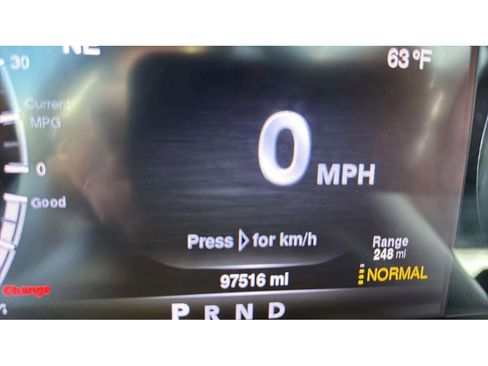 NE
30
63°F
Current
MPG
0
0 MPH
Good
Press ▷ for km/h
Range
248 mi
97516 mi
NORMAL
Change
%
P R N D